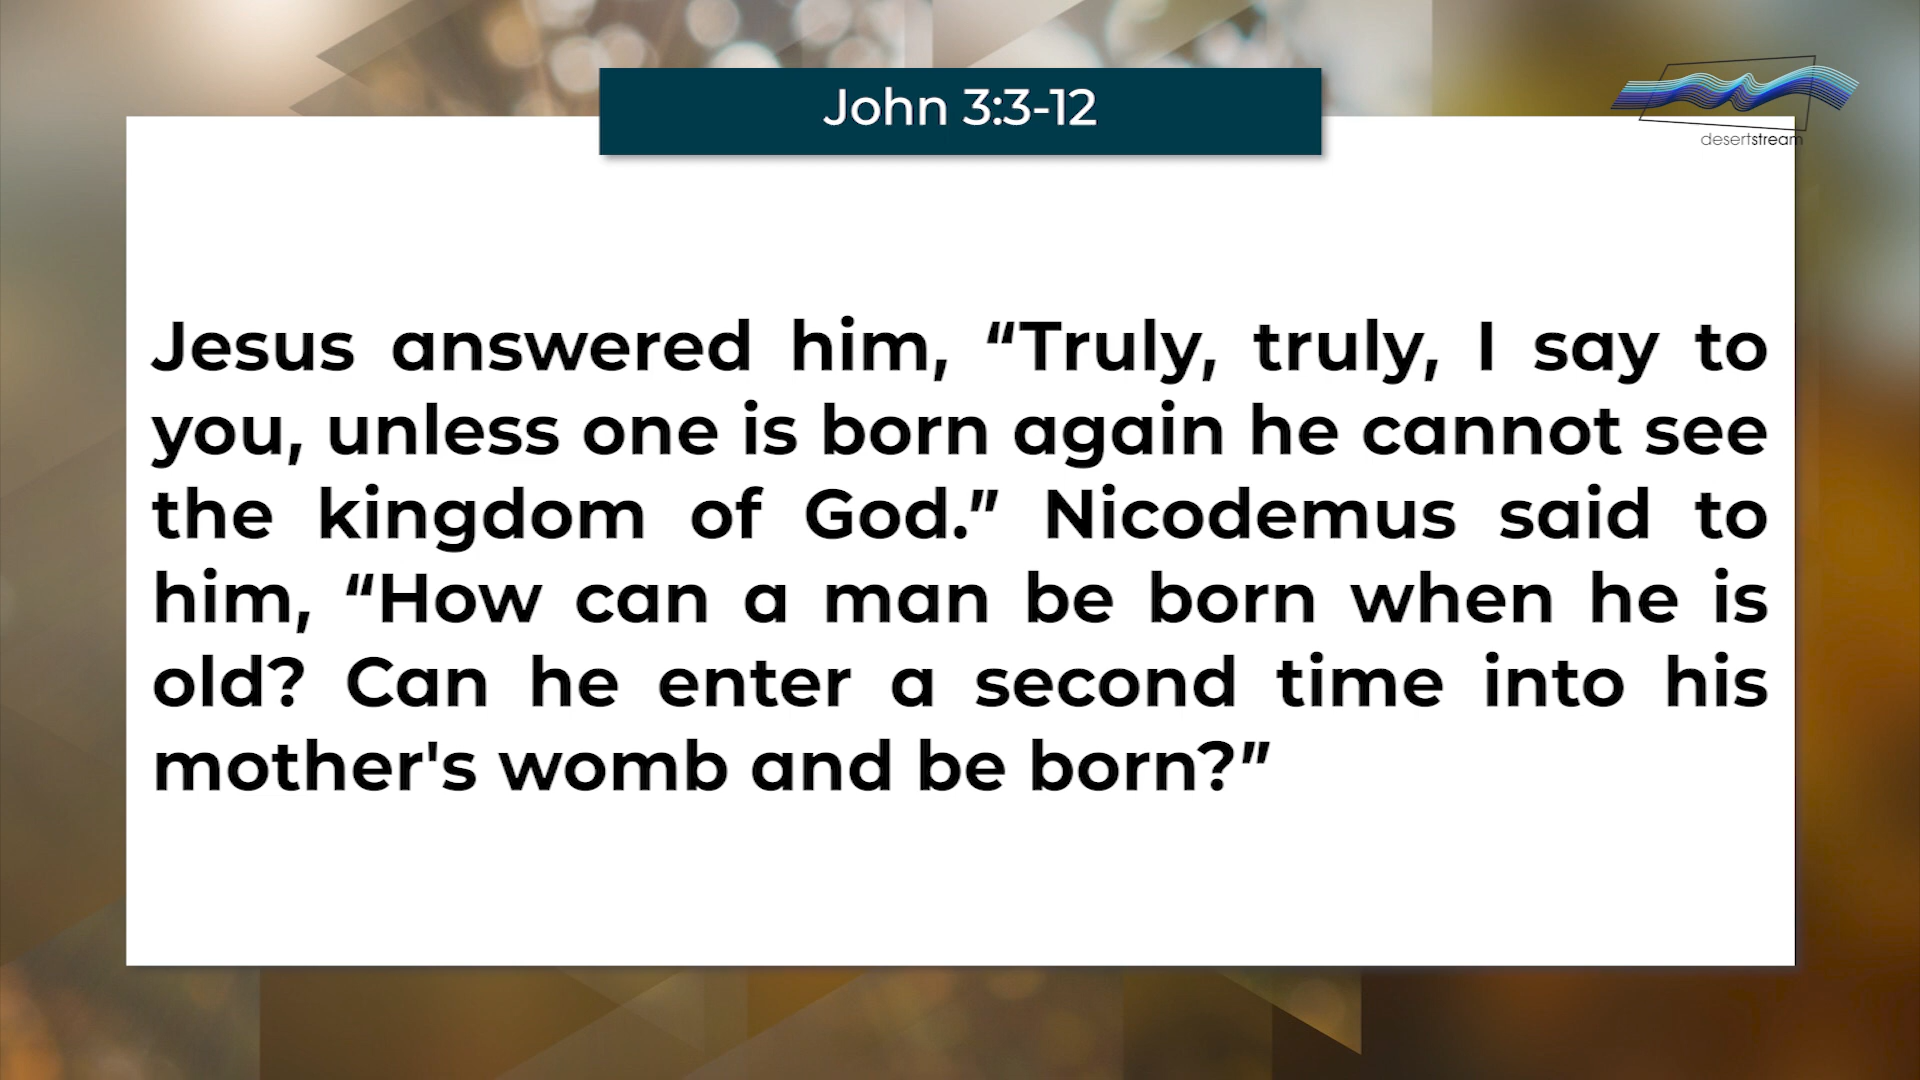 John 3:3-12
desertstream
Jesus answered him, “Truly, truly, I say to
you, unless one is born again he cannot see
the kingdom of God.” Nicodemus said to
him, “How can a man be born when he is
old? Can he enter a second time into his
mother's womb and be born?”